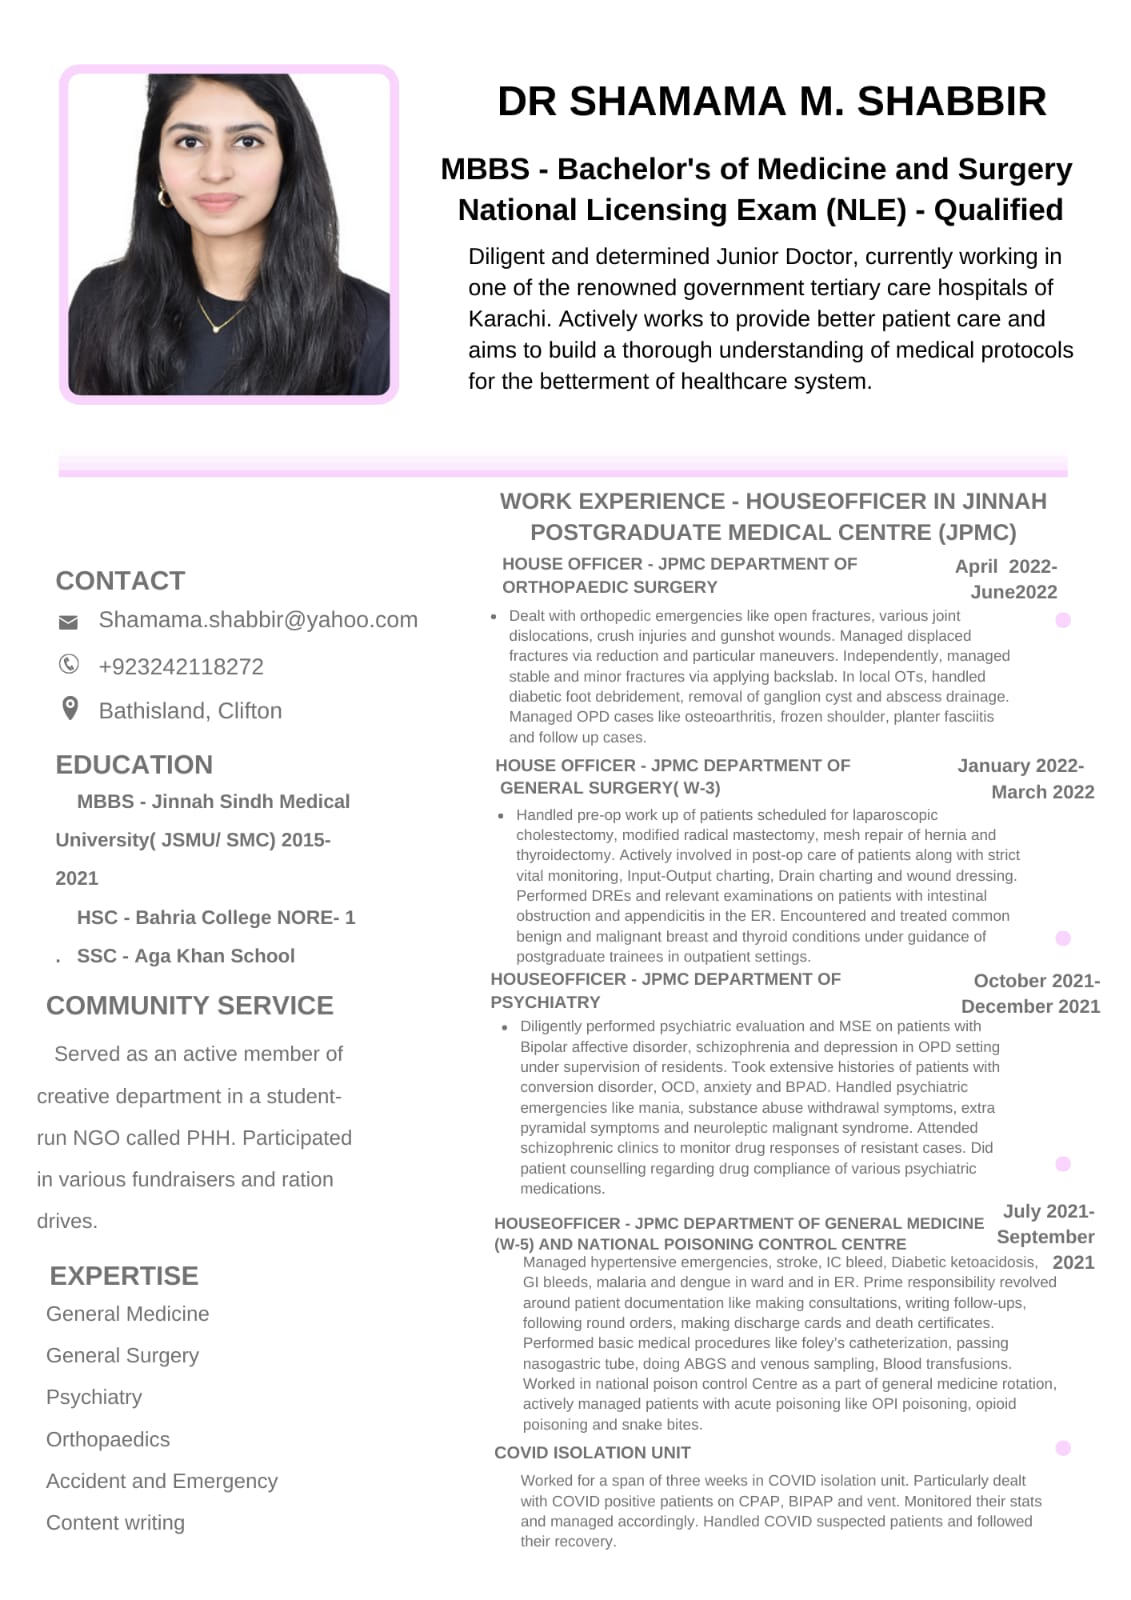 DR SHAMAMA M. SHABBIR
MBBS - Bachelor's of Medicine and Surgery
National Licensing Exam (NLE) - Qualified
Diligent and determined Junior Doctor, currently working in
one of the renowned government tertiary care hospitals of
Karachi. Actively works to provide better patient care and
aims to build a thorough understanding of medical protocols
for the betterment of healthcare system.
CONTACT
Shamama.shabbir@yahoo.com
+923242118272
Bathisland, Clifton
EDUCATION
MBBS - Jinnah Sindh Medical
University( JSMU/ SMC) 2015-
2021
HSC - Bahria College NORE- 1
. SSC - Aga Khan School
COMMUNITY SERVICE
Served as an active member of
creative department in a student-
run NGO called PHH. Participated
in various fundraisers and ration
drives.
EXPERTISE
General Medicine
General Surgery
Psychiatry
Orthopaedics
Accident and Emergency
Content writing
WORK EXPERIENCE - HOUSEOFFICER IN JINNAH
POSTGRADUATE MEDICAL CENTRE (JPMC)
HOUSE OFFICER - JPMC DEPARTMENT OF
ORTHOPAEDIC SURGERY
April 2022-
June2022
• Dealt with orthopedic emergencies like open fractures, various joint
dislocations, crush injuries and gunshot wounds. Managed displaced
fractures via reduction and particular maneuvers. Independently, managed
stable and minor fractures via applying backslab. In local OTs, handled
diabetic foot debridement, removal of ganglion cyst and abscess drainage.
Managed OPD cases like osteoarthritis, frozen shoulder, planter fasciitis
and follow up cases.
HOUSE OFFICER - JPMC DEPARTMENT OF
GENERAL SURGERY( W-3)
January 2022-
March 2022
• Handled pre-op work up of patients scheduled for laparoscopic
cholestectomy, modified radical mastectomy, mesh repair of hernia and
thyroidectomy. Actively involved in post-op care of patients along with strict
vital monitoring, Input-Output charting, Drain charting and wound dressing.
Performed DREs and relevant examinations on patients with intestinal
obstruction and appendicitis in the ER. Encountered and treated common
benign and malignant breast and thyroid conditions under guidance of
postgraduate trainees in outpatient settings.
HOUSEOFFICER - JPMC DEPARTMENT OF
PSYCHIATRY
October 2021-
December 2021
• Diligently performed psychiatric evaluation and MSE on patients with
Bipolar affective disorder, schizophrenia and depression in OPD setting
under supervision of residents. Took extensive histories of patients with
conversion disorder, OCD, anxiety and BPAD. Handled psychiatric
emergencies like mania, substance abuse withdrawal symptoms, extra
pyramidal symptoms and neuroleptic malignant syndrome. Attended
schizophrenic clinics to monitor drug responses of resistant cases. Did
patient counselling regarding drug compliance of various psychiatric
medications.
HOUSEOFFICER - JPMC DEPARTMENT OF GENERAL MEDICINE
(W-5) AND NATIONAL POISONING CONTROL CENTRE
July 2021-
September
2021
Managed hypertensive emergencies, stroke, IC bleed, Diabetic ketoacidosis,
GI bleeds, malaria and dengue in ward and in ER. Prime responsibility revolved
around patient documentation like making consultations, writing follow-ups,
following round orders, making discharge cards and death certificates.
Performed basic medical procedures like foley's catheterization, passing
nasogastric tube, doing ABGS and venous sampling, Blood transfusions.
Worked in national poison control Centre as a part of general medicine rotation,
actively managed patients with acute poisoning like OPI poisoning, opioid
poisoning and snake bites.
COVID ISOLATION UNIT
Worked for a span of three weeks in COVID isolation unit. Particularly dealt
with COVID positive patients on CPAP, BIPAP and vent. Monitored their stats
and managed accordingly. Handled COVID suspected patients and followed
their recovery.